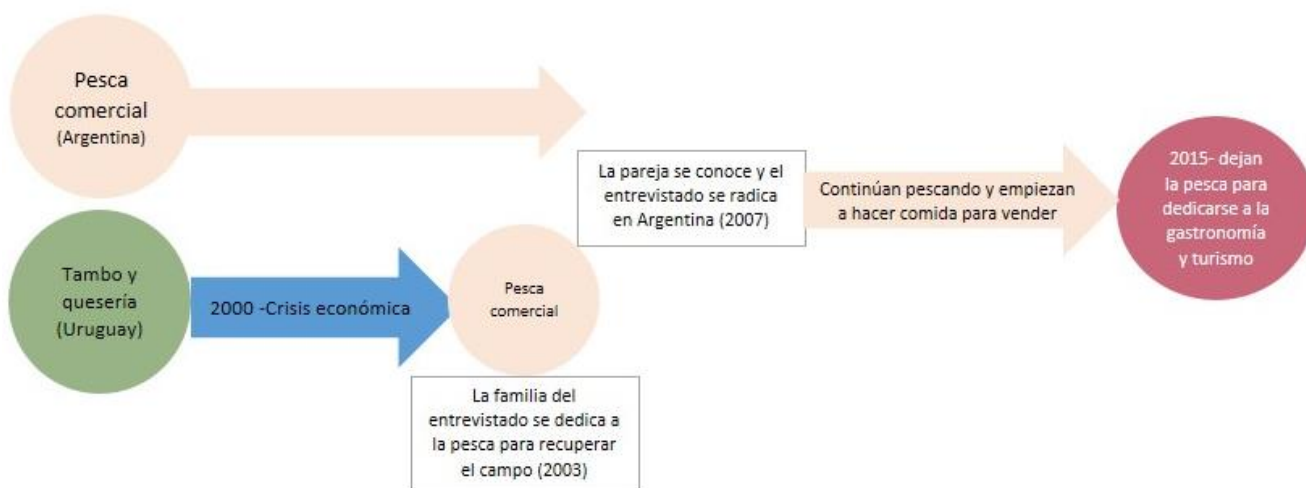 Pesca
comercial
(Argentina)
Tambo y
quesería
(Uruguay)
2000 -Crisis económica
Pesca
comercial
La familia del
entrevistado se dedica a
la pesca para recuperar
el campo (2003)
La pareja se conoce y el
entrevistado se radica
en Argentina (2007)
Continúan pescando y empiezan
a hacer comida para vender
2015- dejan
la pesca para
dedicarse a la
gastronomía
y turismo